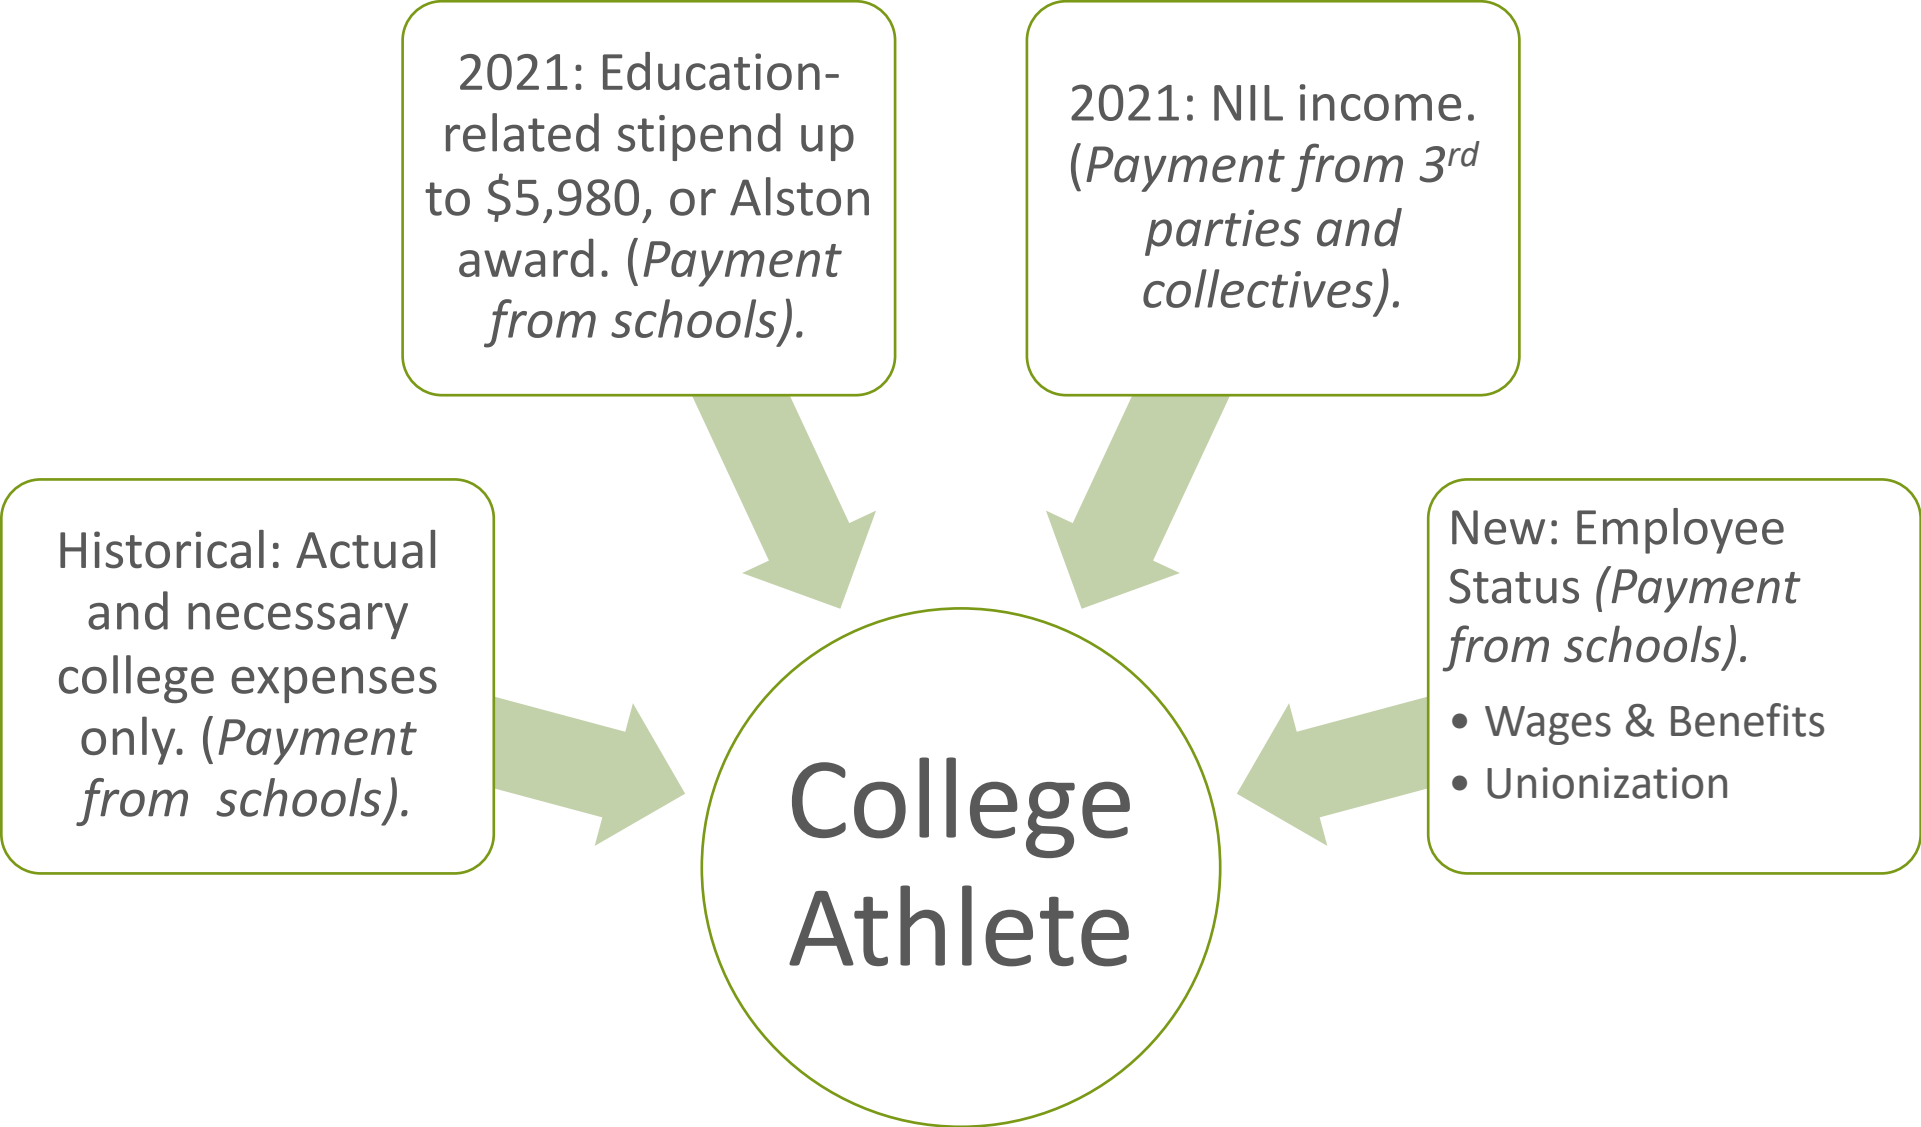 Historical: Actual
and necessary
college expenses
only. (Payment
from  schools).
2021: Education-
related stipend up
to $5,980, or Alston
award. (Payment
from schools).
2021: NIL income.
(Payment from 3rd
parties and
collectives).
New: Employee
Status (Payment
from schools).
• Wages & Benefits
• Unionization
College
Athlete